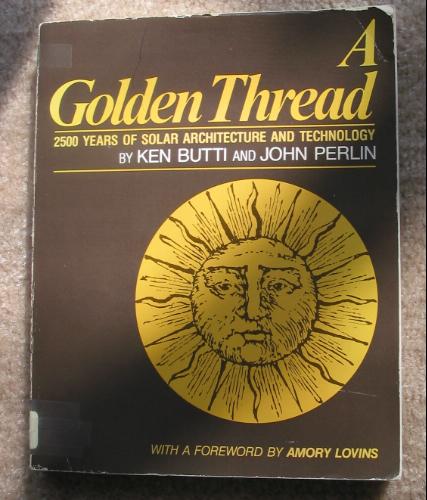 A
Golden Thread
2500 YEARS OF SOLAR ARCHITECTURE AND TECHNOLOGY
BY KEN BUTTI AND JOHN PERLIN
WITH A FOREWORD BY AMORY LOVINS